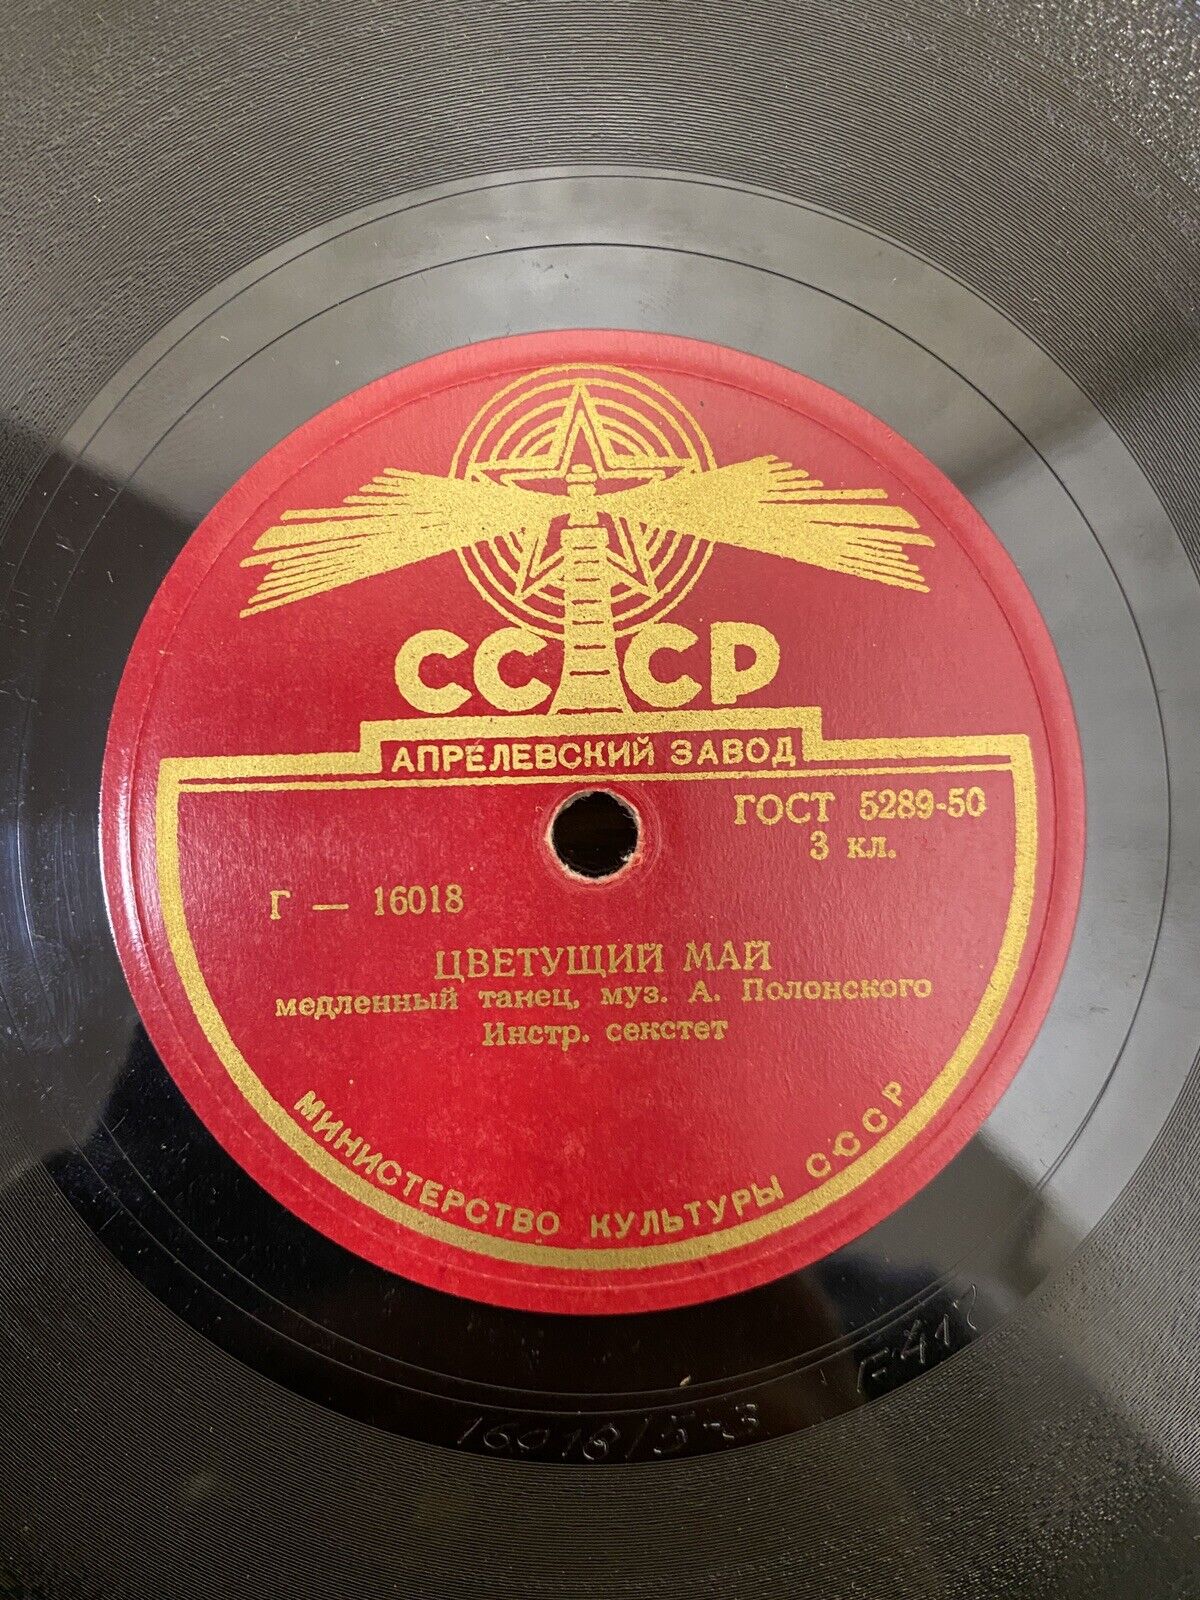 СССР
АПРЕЛЕВСКИЙ ЗАВОД
ГОСТ 5289-50
3 кл.
Г — 16018
ЦВЕТУЩИЙ МАЙ
медленный танец, муз. А. Полонского
Инстр. секстет
МИНИСТЕРСТВО КУЛЬТУРЫ СССР